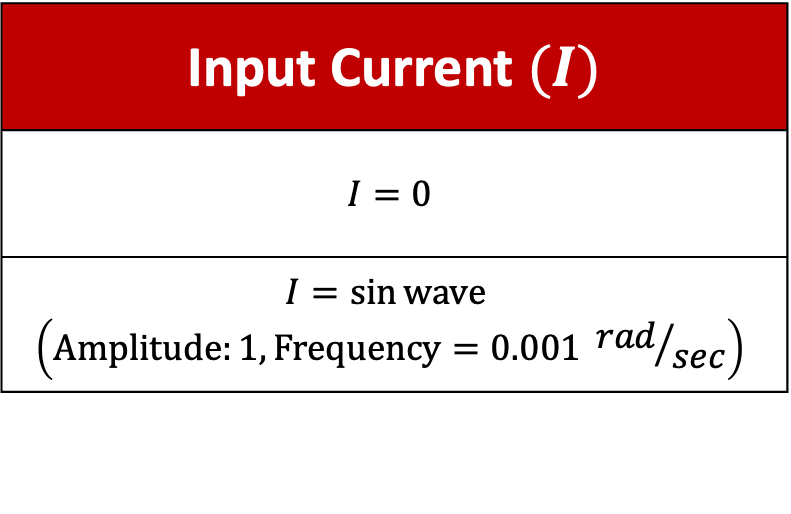 Input Current (I)
I = 0
I = sin wave
(Amplitude: 1, Frequency = 0.001 rad/sec)